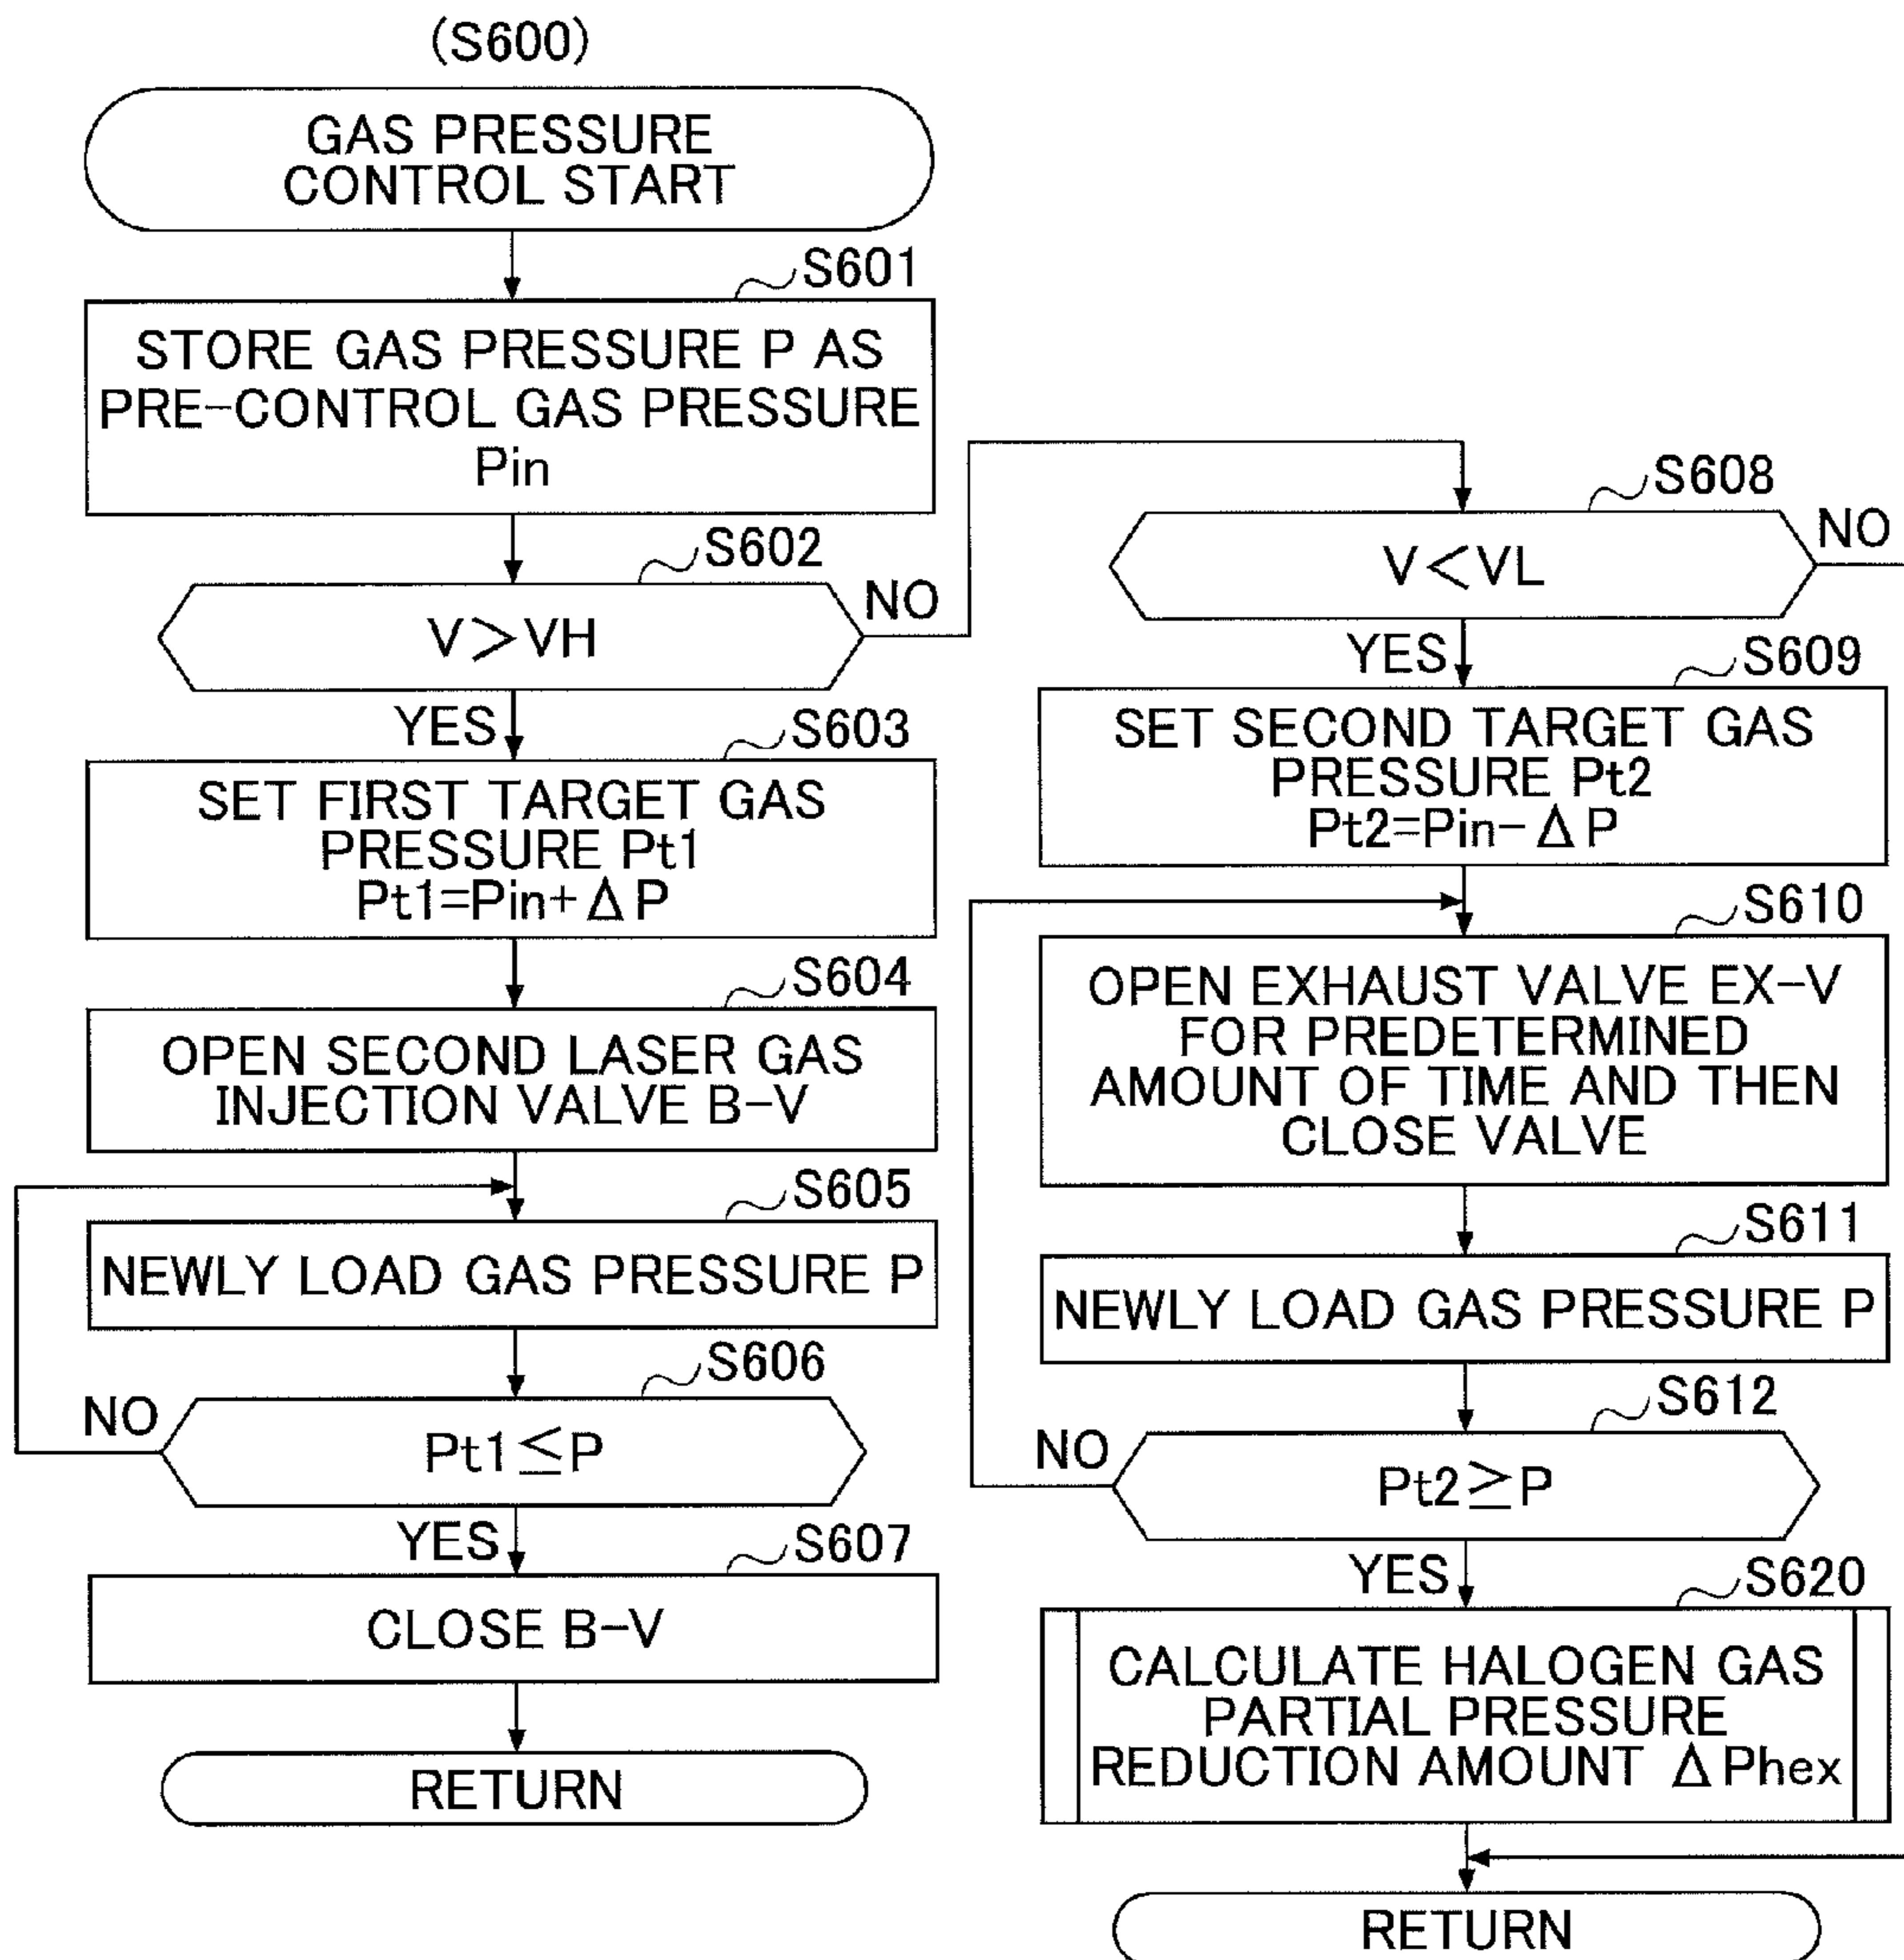 (S600)
GAS PRESSURE
CONTROL START
S601
STORE GAS PRESSURE P AS
PRE-CONTROL GAS PRESSURE
Pin
S602
V>VH
NO
YES
S603
SET FIRST TARGET GAS
PRESSURE Pt1
Pt1=Pin+ΔP
S604
OPEN SECOND LASER GAS
INJECTION VALVE B-V
S605
NEWLY LOAD GAS PRESSURE P
S606
NO
Pt1≦P
YES
S607
CLOSE B-V
RETURN
S608
V<VL
NO
YES
S609
SET SECOND TARGET GAS
PRESSURE Pt2
Pt2=Pin-ΔP
S610
OPEN EXHAUST VALVE EX-V
FOR PREDETERMINED
AMOUNT OF TIME AND THEN
CLOSE VALVE
S611
NEWLY LOAD GAS PRESSURE P
S612
NO
Pt2≧P
YES
S620
CALCULATE HALOGEN GAS
PARTIAL PRESSURE
REDUCTION AMOUNT ΔPhex
RETURN